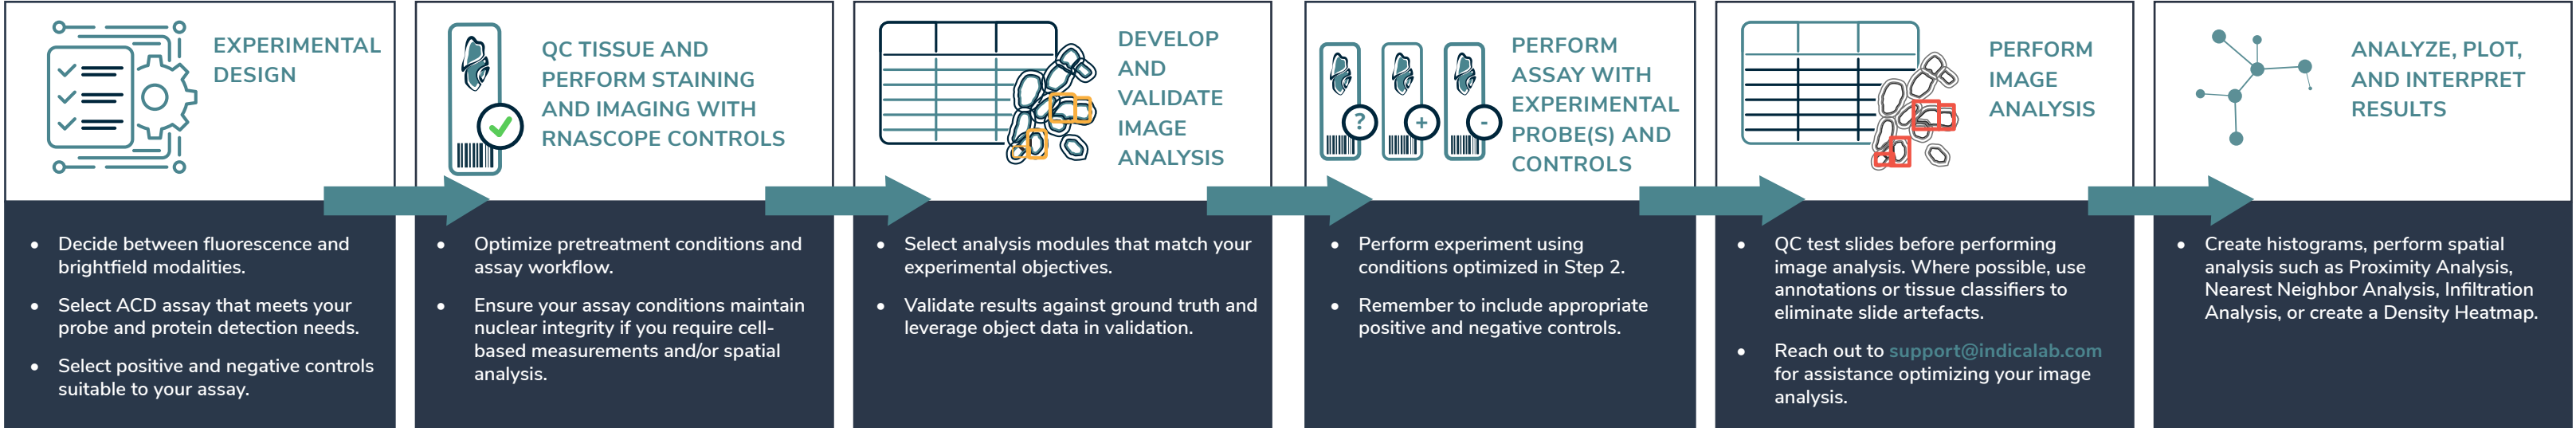 EXPERIMENTAL
DESIGN
• Decide between fluorescence and
brightfield modalities.
• Select ACD assay that meets your
probe and protein detection needs.
• Select positive and negative controls
suitable to your assay.
QC TISSUE AND
PERFORM STAINING
AND IMAGING WITH
RNASCOPE CONTROLS
• Optimize pretreatment conditions and
assay workflow.
• Ensure your assay conditions maintain
nuclear integrity if you require cell-
based measurements and/or spatial
analysis.
DEVELOP
AND
VALIDATE
IMAGE
ANALYSIS
• Select analysis modules that match your
experimental objectives.
• Validate results against ground truth and
leverage object data in validation.
? + -
PERFORM
ASSAY WITH
EXPERIMENTAL
PROBE(S) AND
CONTROLS
• Perform experiment using
conditions optimized in Step 2.
• Remember to include appropriate
positive and negative controls.
PERFORM
IMAGE
ANALYSIS
• QC test slides before performing
image analysis. Where possible, use
annotations or tissue classifiers to
eliminate slide artefacts.
• Reach out to support@indicalab.com
for assistance optimizing your image
analysis.
ANALYZE, PLOT,
AND INTERPRET
RESULTS
• Create histograms, perform spatial
analysis such as Proximity Analysis,
Nearest Neighbor Analysis, Infiltration
Analysis, or create a Density Heatmap.